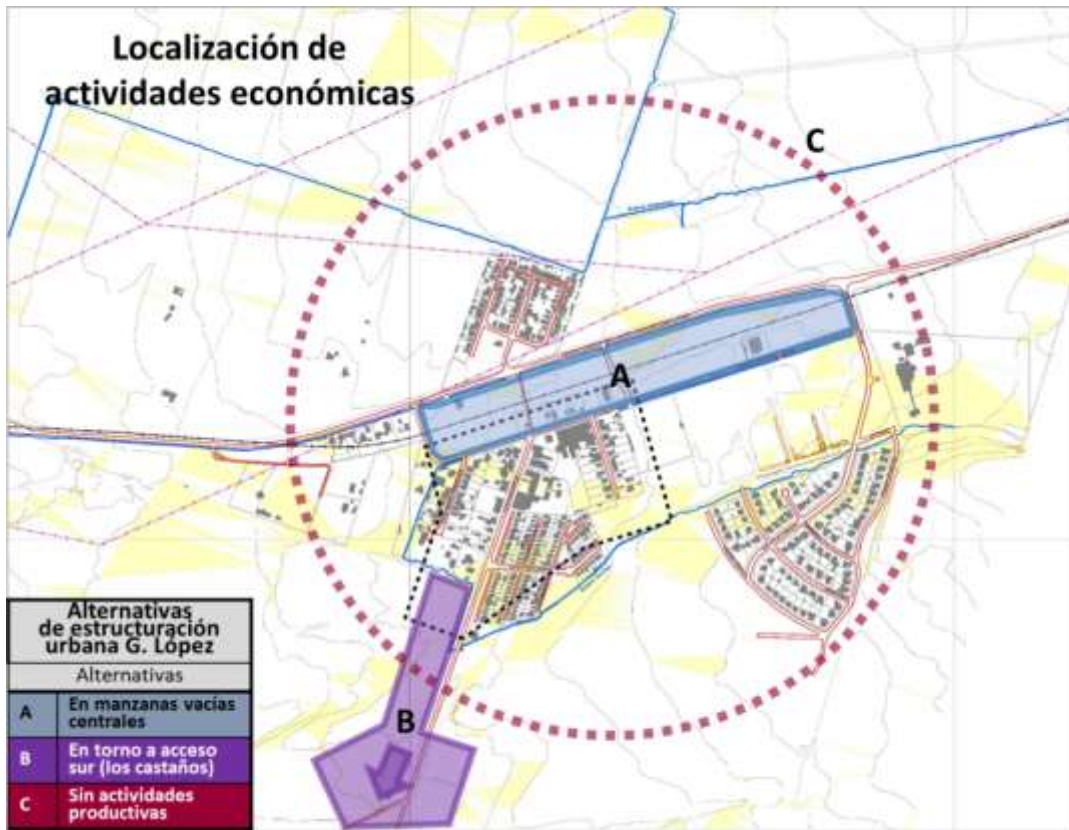 Localización de
actividades económicas
C
A
B
Alternativas
de estructuración
urbana G. López
Alternativas
A En manzanas vacías
centrales
B En torno a acceso
sur (los castaños)
C Sin actividades
productivas